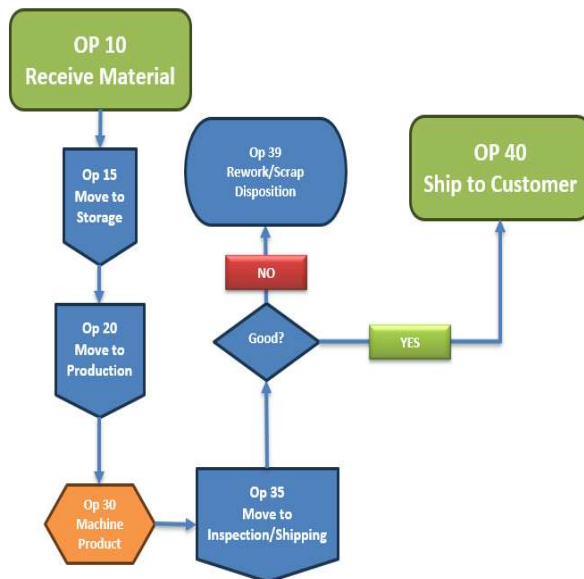 OP 10
Receive Material
Op 15
Move to
Storage
Op 20
Move to
Production
Op 30
Machine
Product
Op 35
Move to
Inspection/Shipping
Good?
NO
Op 39
Rework/Scrap
Disposition
YES
OP 40
Ship to
Customer